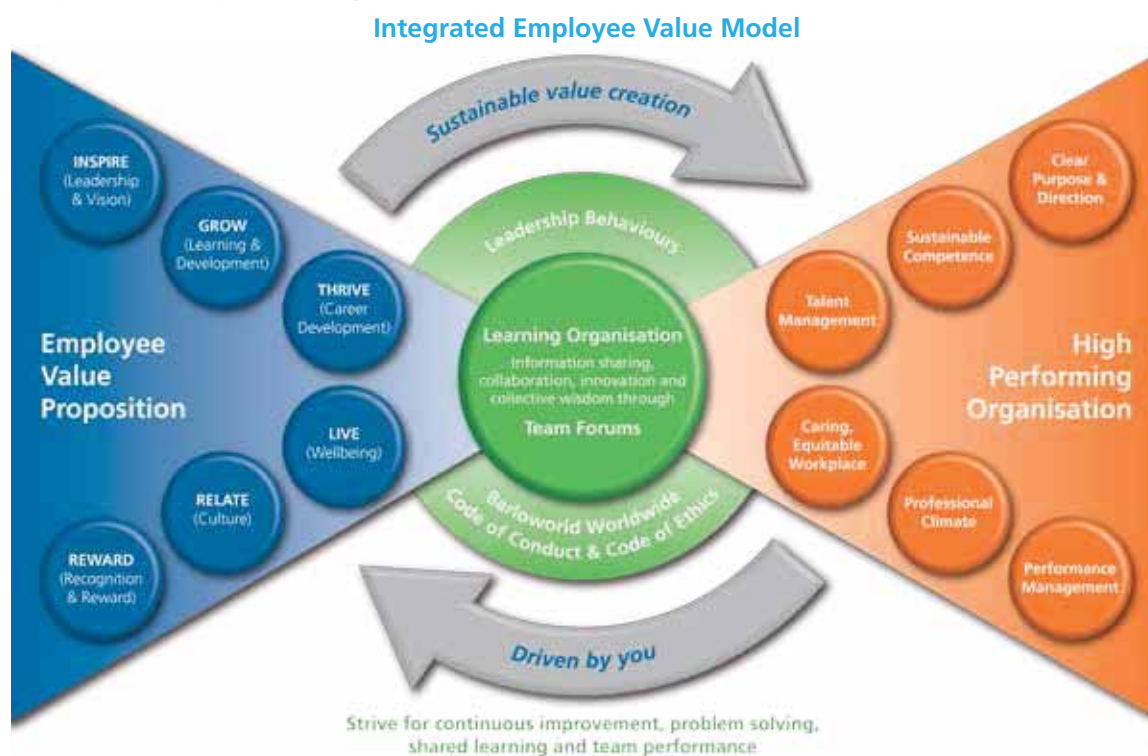 Integrated Employee Value Model
Sustainable value creation
INSPIRE
(Leadership
& Vision)
GROW
(Learning &
Development)
THRIVE
(Career
Development)
Employee
Value
Proposition
LIVE
(Wellbeing)
RELATE
(Culture)
REWARD
(Recognition
& Reward)
Leadership Behaviours
Learning Organisation
Information sharing,
collaboration, innovation and
collective wisdom through
Team Forums
Barloworld Worldwide
Code of Conduct & Code of Ethics
Clear
Purpose &
Direction
Sustainable
Competence
Talent
Management
High
Performing
Organisation
Caring,
Equitable
Workplace
Professional
Climate
Performance
Management
Driven by you
Strive for continuous improvement, problem solving,
shared learning and team performance